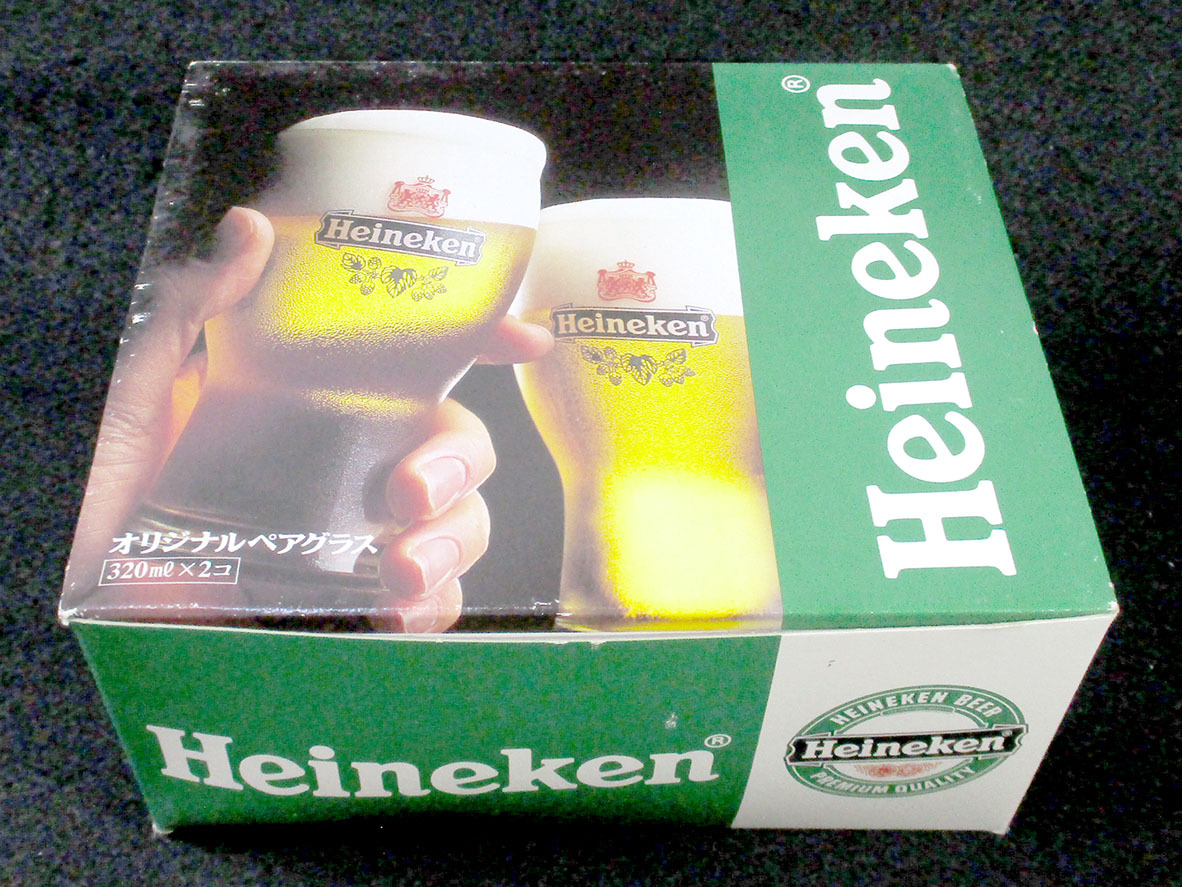 Heineken®
Heineken®
Heineken
オリジナルペアグラス
320ml×2コ
Heineken®
HEINEKEN BEER
Heineken®
PREMIUM QUALITY